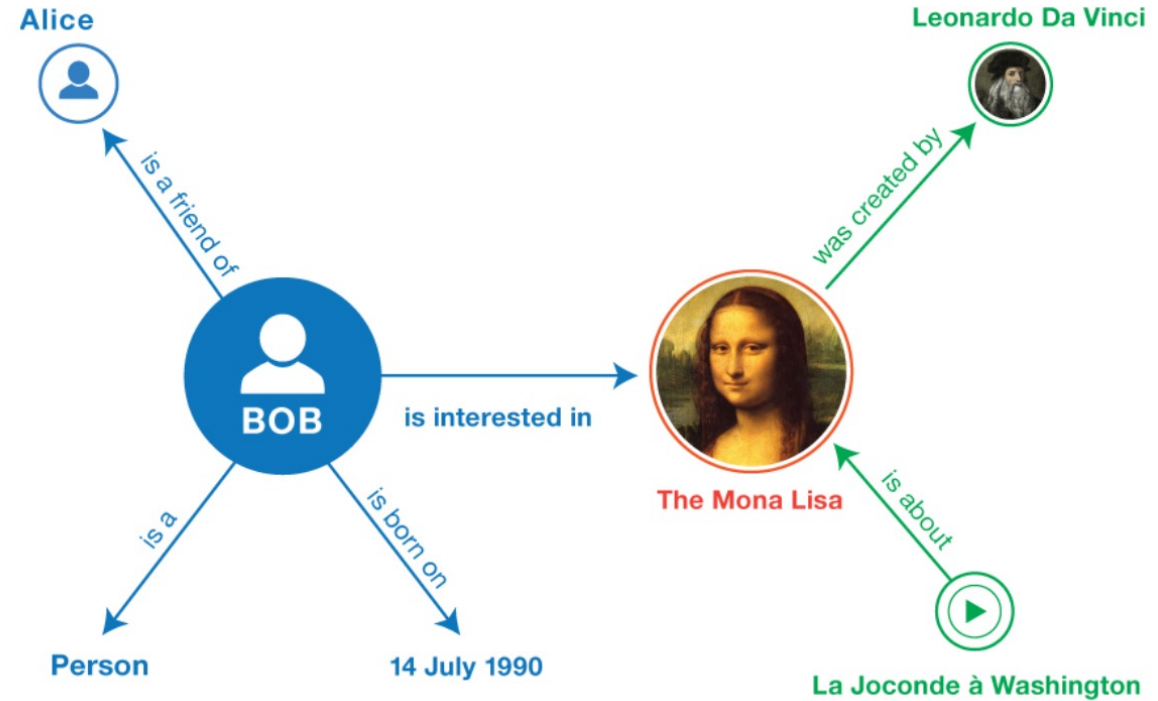 Alice
Leonardo Da Vinci
is a friend of
was created by
BOB
is interested in
The Mona Lisa
is a
is born on
is about
Person
14 July 1990
La Joconde à Washington